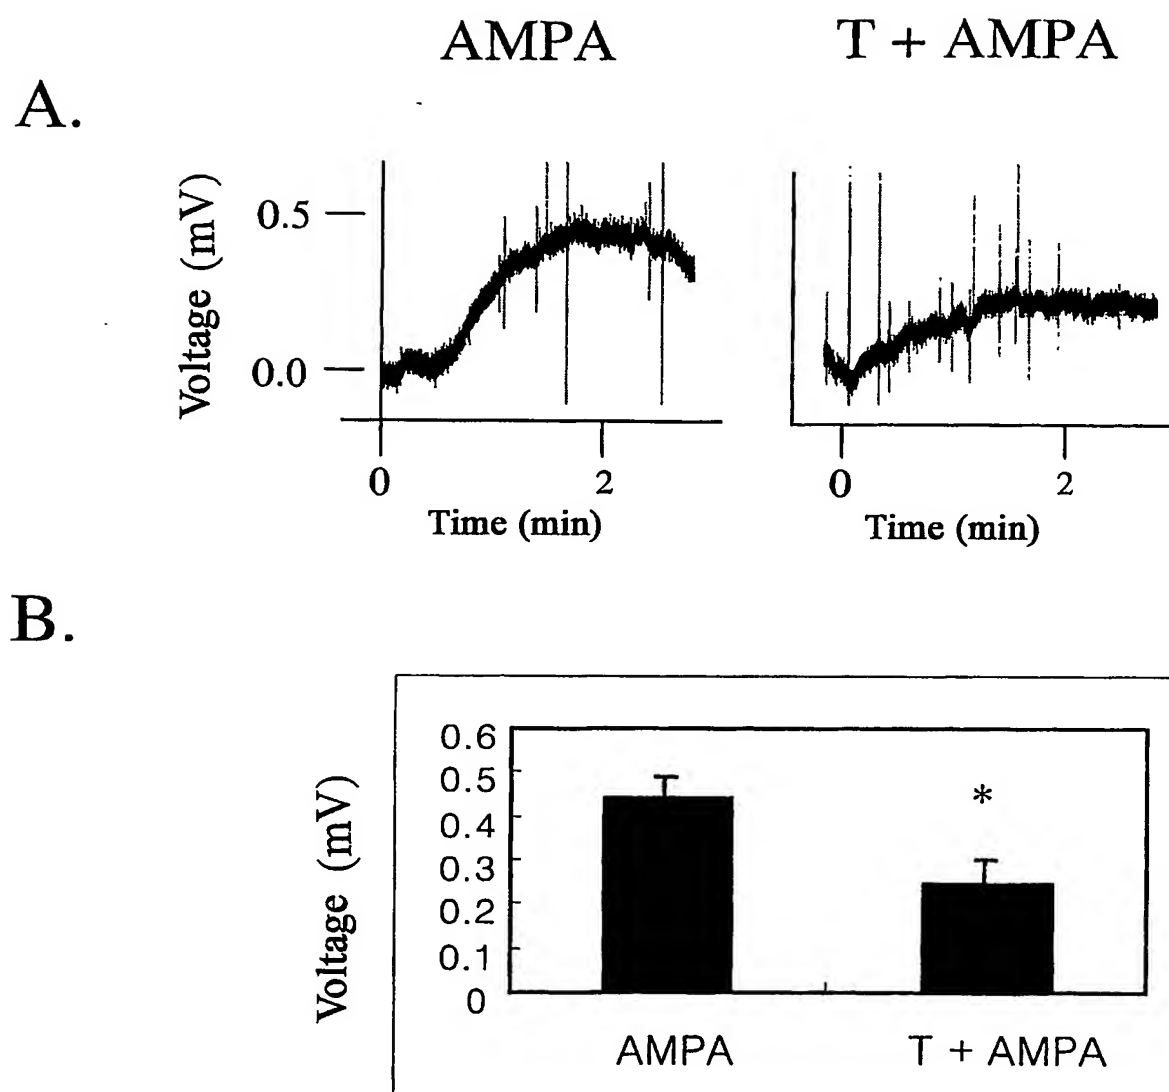 AMPA T + AMPA
A.
Voltage (mV)
0.5
0.0
0 2
Time (min)
0 2
Time (min)
B.
Voltage (mV)
0.6
0.5
0.4
0.3
0.2
0.1
0
*
AMPA T + AMPA